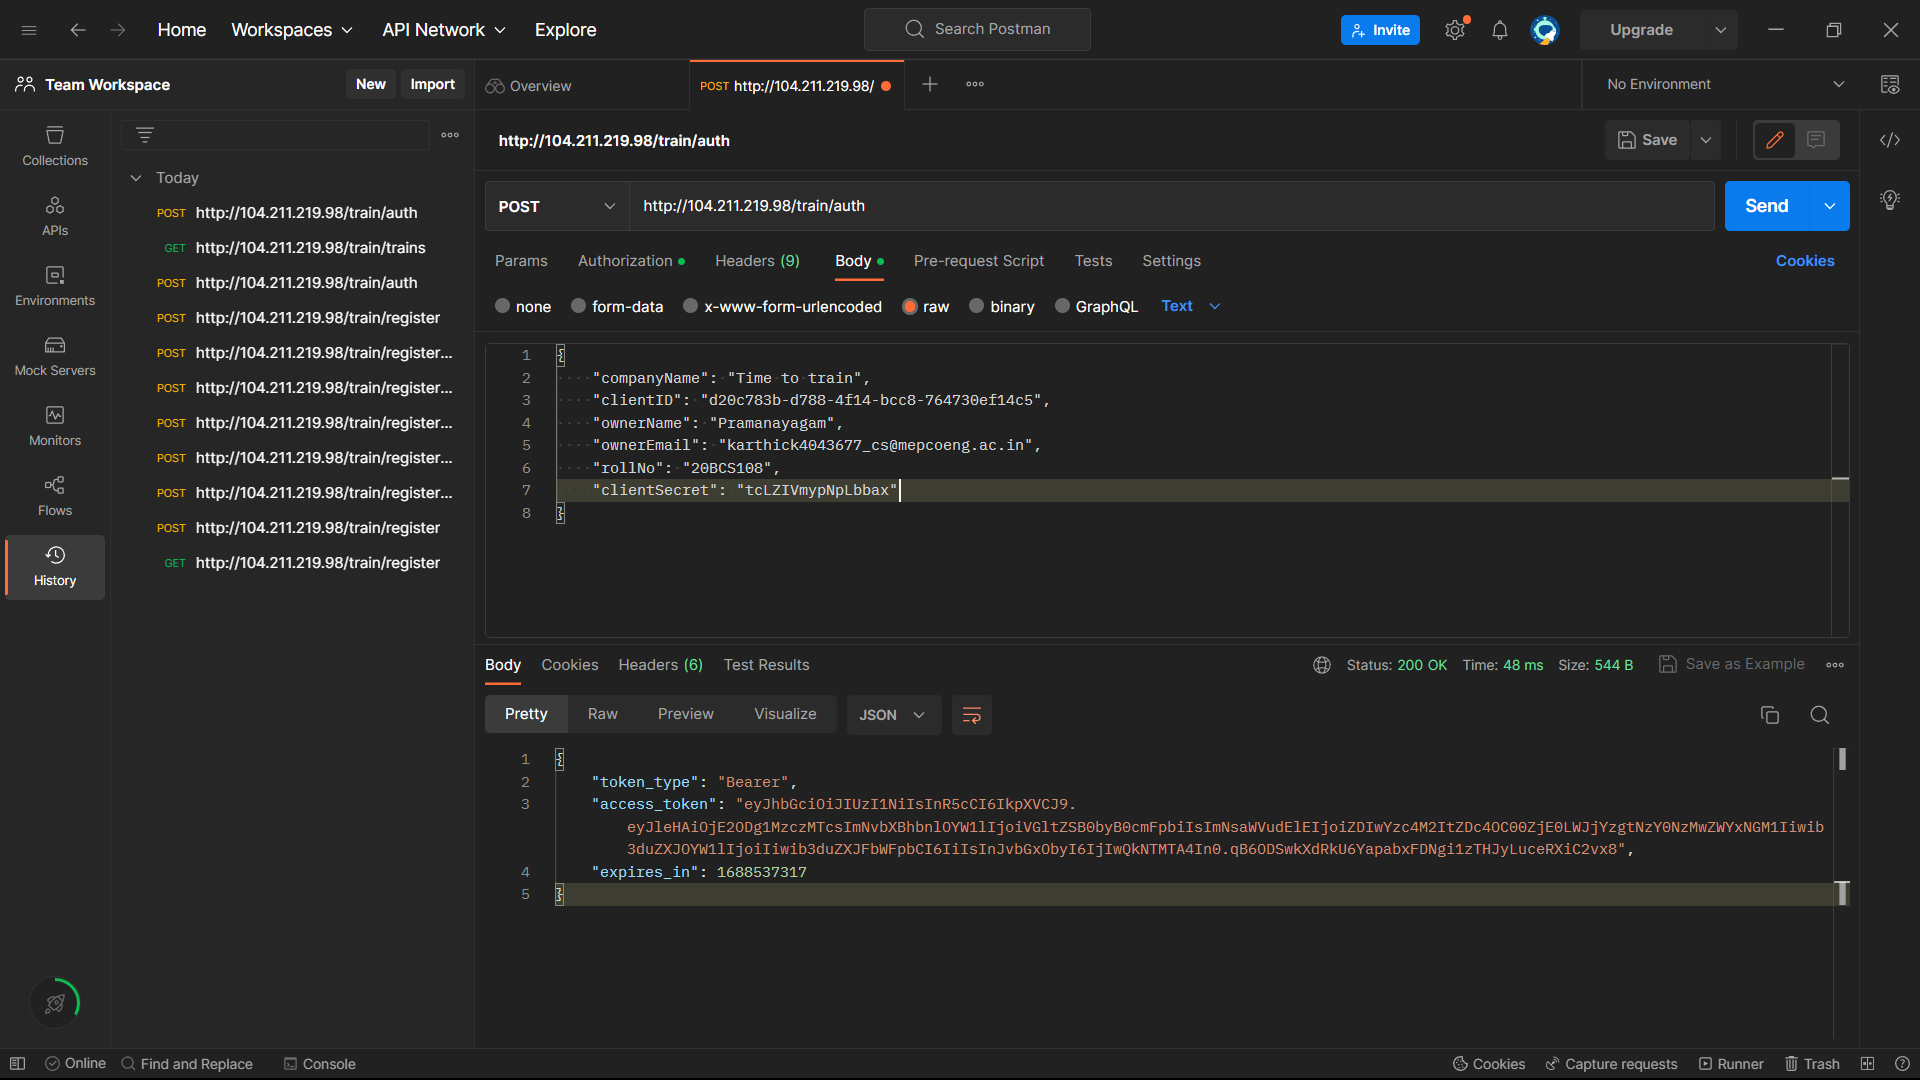 Home
Workspaces
API Network
Explore
Search Postman
Invite
Upgrade
Team Workspace
New
Import
Overview
POST http://104.211.219.98/
No Environment
Collections
APIs
Environments
Mock Servers
Monitors
Flows
History
Today
POST http://104.211.219.98/train/auth
GET http://104.211.219.98/train/trains
POST http://104.211.219.98/train/auth
POST http://104.211.219.98/train/register
POST http://104.211.219.98/train/register...
POST http://104.211.219.98/train/register...
POST http://104.211.219.98/train/register...
POST http://104.211.219.98/train/register...
POST http://104.211.219.98/train/register...
POST http://104.211.219.98/train/register
GET http://104.211.219.98/train/register
http://104.211.219.98/train/auth
Save
POST
http://104.211.219.98/train/auth
Send
Params
Authorization
Headers (9)
Body
Pre-request Script
Tests
Settings
Cookies
none
form-data
x-www-form-urlencoded
raw
binary
GraphQL
Text
1 {
2 "companyName": "Time to train",
3 "clientID": "d20c783b-d788-4f14-bcc8-764730ef14c5",
4 "ownerName": "Pramanayagam",
5 "ownerEmail": "karthick4043677_cs@mepcoeng.ac.in",
6 "rollNo": "20BCS108",
7 "clientSecret": "tcLZIVmypNpLbbax"
8 }
Body
Cookies
Headers (6)
Test Results
Status: 200 OK
Time: 48 ms
Size: 544 B
Save as Example
Pretty
Raw
Preview
Visualize
JSON
1 {
2 "token_type": "Bearer",
3 "access_token": "eyJhbGciOiJIUzI1NiIsInR5cCI6IkpXVCJ9.
eyJleHAiOjE2ODg1MzczMTcsImNvbXBhbnlOYW1lIjoiVGltZSB0byB0cmFpbiIsImNsaWVudElEIjoiZDIwYzc4M2ItZDc4OC00ZjE0LWJjYzgtNzY0NzMwZWYxNGM1Iiwib
3duZXJOYW1lIjoiIiwib3duZXJFbWFpbCI6IiIsInJvbGxObyI6IjIwQkNTMTA4In0.qB6ODSwkXdRkU6YapabxFDNgi1zTHJyLuceRXiC2vx8",
4 "expires_in": 1688537317
5 }
Online
Find and Replace
Console
Cookies
Capture requests
Runner
Trash